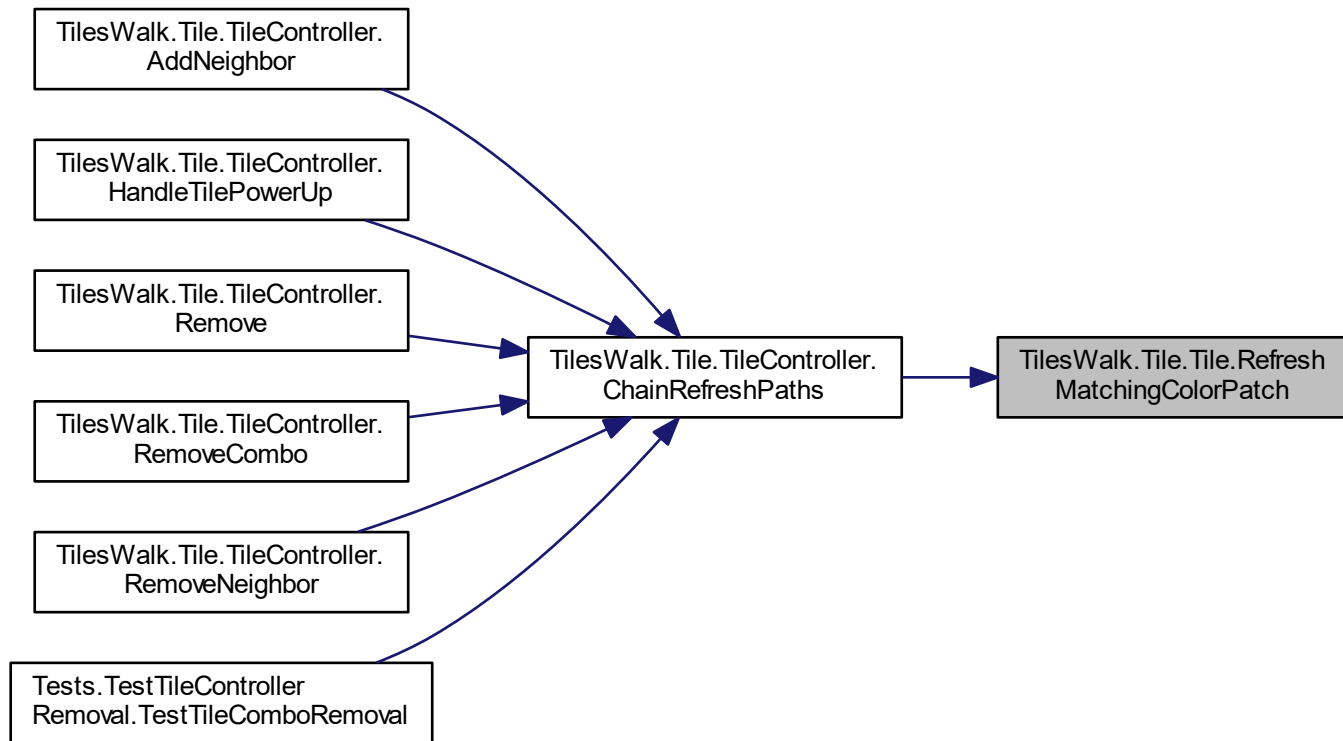 TilesWalk.Tile.TileController.
AddNeighbor
TilesWalk.Tile.TileController.
HandleTilePowerUp
TilesWalk.Tile.TileController.
Remove
TilesWalk.Tile.TileController.
RemoveCombo
TilesWalk.Tile.TileController.
RemoveNeighbor
Tests.TestTileController
Removal.TestTileComboRemoval
TilesWalk.Tile.TileController.
ChainRefreshPaths
TilesWalk.Tile.Tile.Refresh
MatchingColorPatch